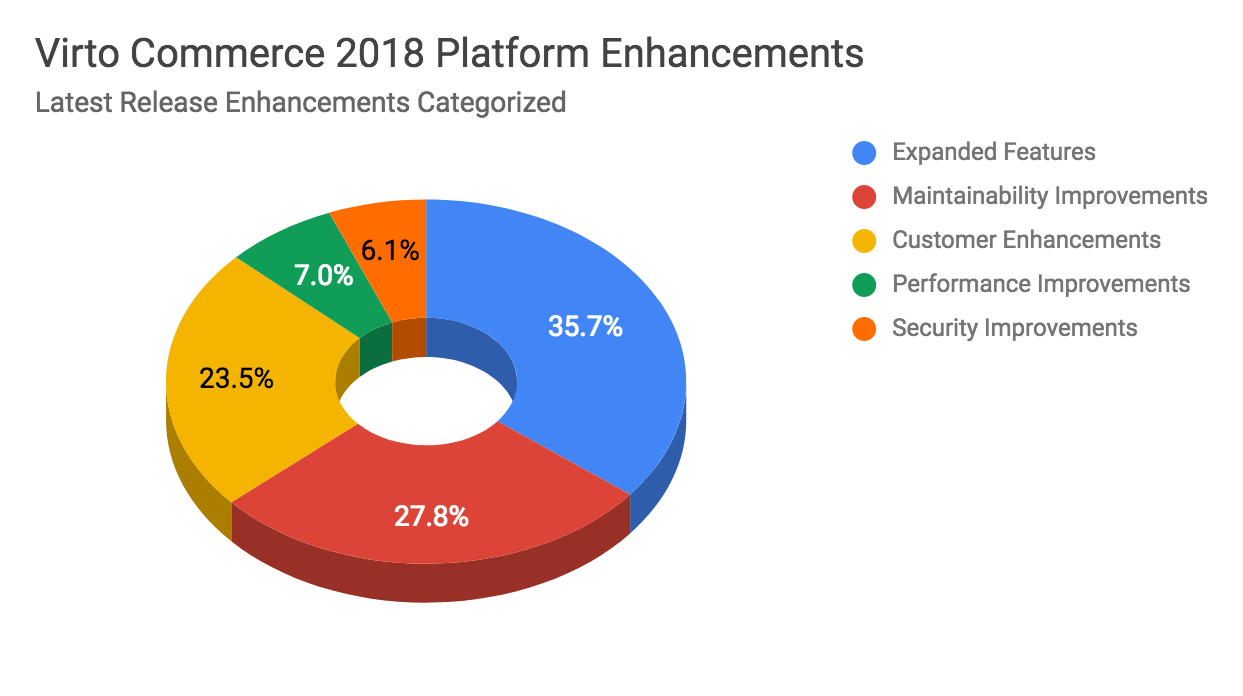 Virto Commerce 2018 Platform Enhancements
Latest Release Enhancements Categorized
Expanded Features
Maintainability Improvements
Customer Enhancements
Performance Improvements
Security Improvements
6.1%
7.0%
35.7%
23.5%
27.8%